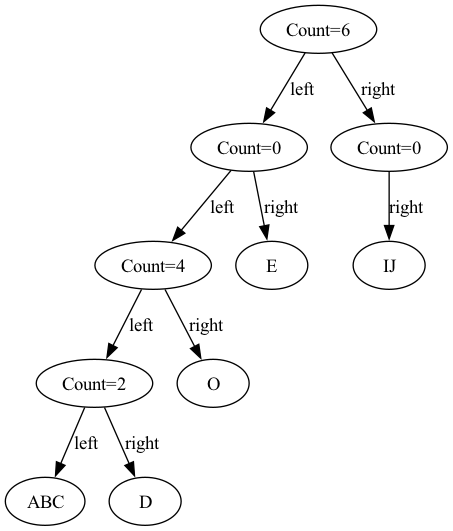 Count=6
left
right
Count=0
Count=0
left
right
right
Count=4
E
IJ
left
right
Count=2
O
left
right
ABC
D